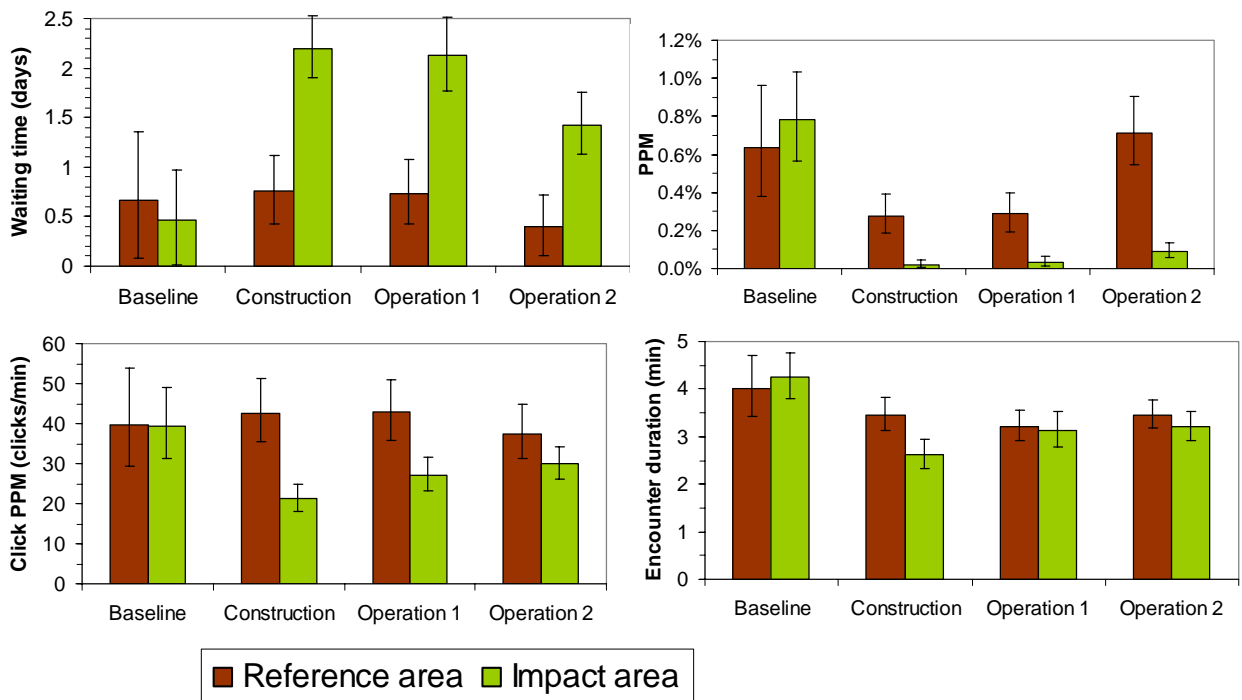 Waiting time (days)
2.5
2
1.5
1
0.5
0
Baseline Construction Operation 1 Operation 2
PPM
1.2%
1.0%
0.8%
0.6%
0.4%
0.2%
0.0%
Baseline Construction Operation 1 Operation 2
Click PPM (clicks/min)
60
50
40
30
20
10
0
Baseline Construction Operation 1 Operation 2
Encounter duration (min)
5
4
3
2
1
0
Baseline Construction Operation 1 Operation 2
Reference area Impact area